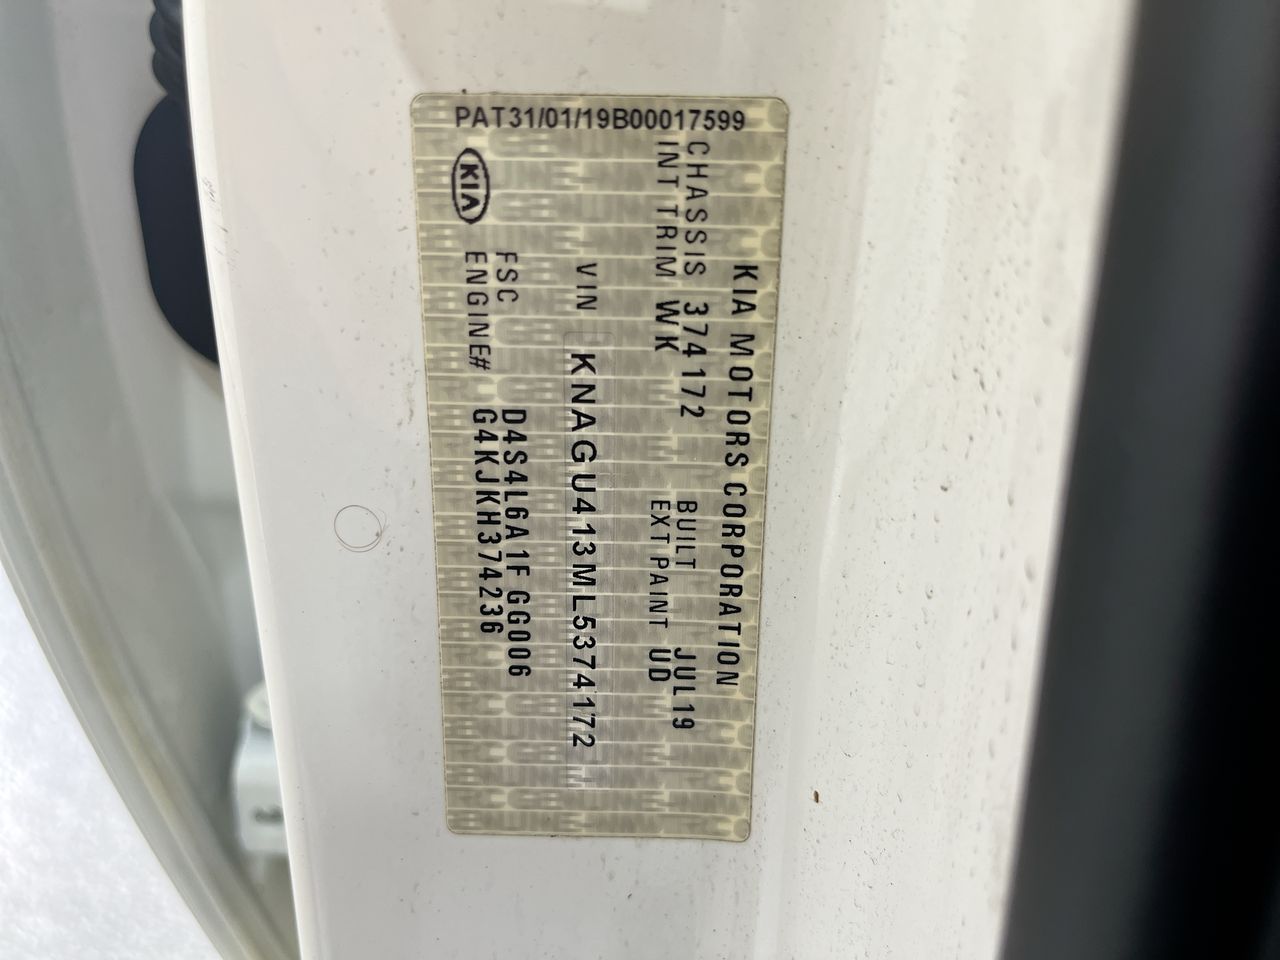 PAT31/01/19B00017599
KIA MOTORS CORPORATION
CHASSIS 374172 BUILT JUL19
INT TRIM WK EXT PAINT UD
VIN KNAGU413ML5374172
FSC D4S4L6A1F GG006
ENGINE# G4KJKH374236
KIA